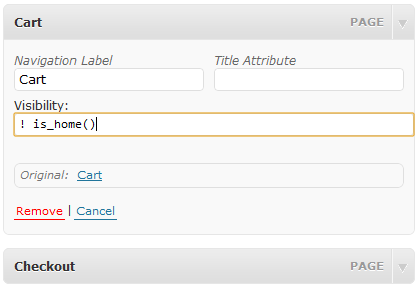 Cart PAGE
Navigation Label Title Attribute
Cart
Visibility:
! is_home()
Original: Cart
Remove | Cancel
Checkout PAGE